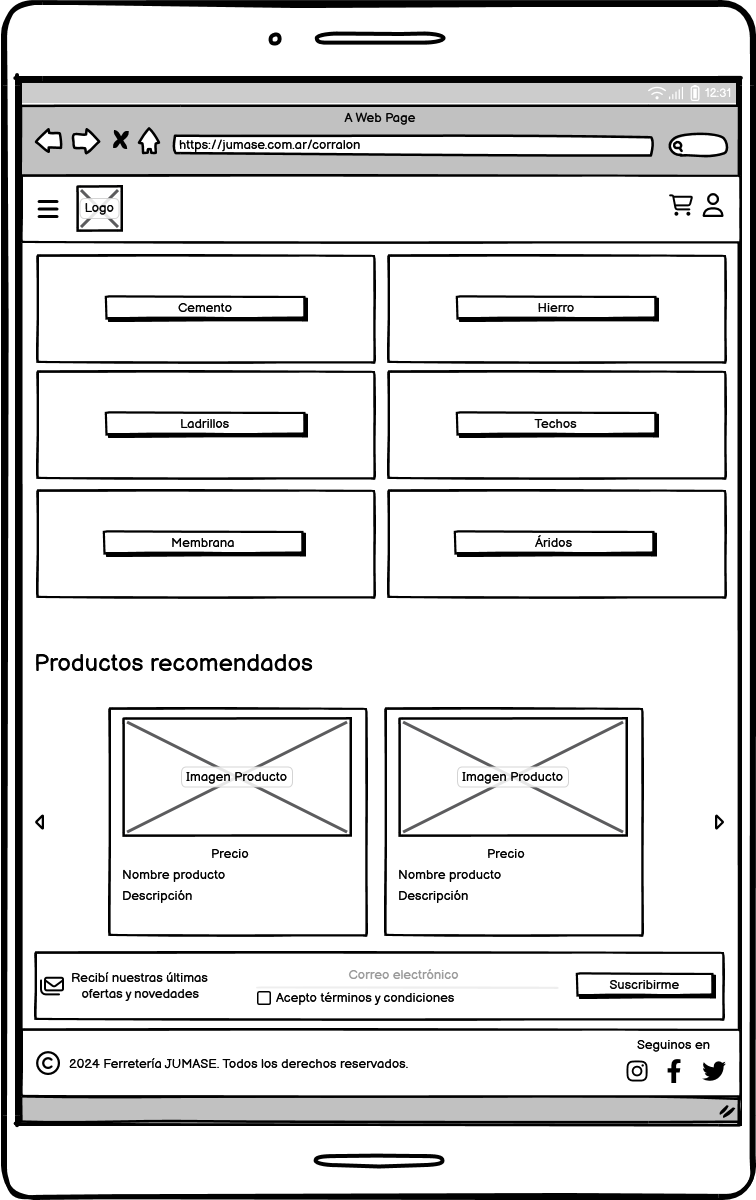 12:31
A Web Page
https://jumase.com.ar/corralon
Logo
Cemento
Hierro
Ladrillos
Techos
Membrana
Áridos
Productos recomendados
Imagen Producto
Imagen Producto
Precio
Precio
Nombre producto
Nombre producto
Descripción
Descripción
Recibí nuestras últimas
ofertas y novedades
Correo electrónico
Acepto términos y condiciones
Suscribirme
© 2024 Ferretería JUMASE. Todos los derechos reservados.
Seguinos en